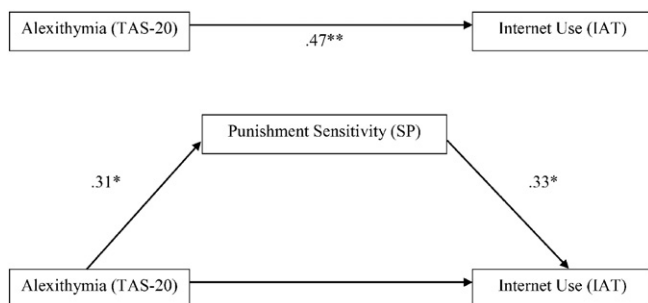 Alexithymia (TAS-20)
Internet Use (IAT)
.47**
Punishment Sensitivity (SP)
.31*
.33*
Alexithymia (TAS-20)
Internet Use (IAT)